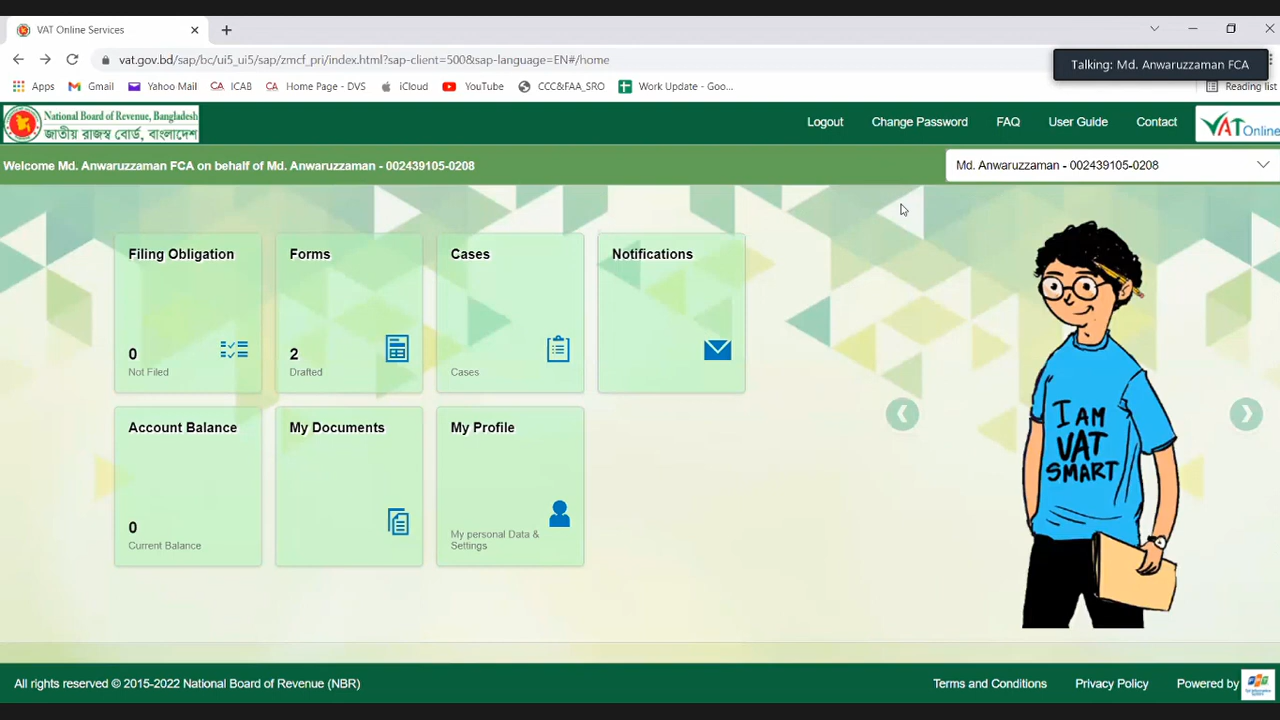 VAT Online Services
vat.gov.bd/sap/bc/ui5_ui5/sap/zmcf_pri/index.html?sap-client=500&sap-language=EN#/home
Talking: Md. Anwaruzzaman FCA
Apps
Gmail
Yahoo Mail
CA ICAB
CA Home Page - DVS
iCloud
YouTube
CCC&FAA_SRO
Work Update - Goo...
Reading list
National Board of Revenue, Bangladesh
জাতীয় রাজস্ব বোর্ড, বাংলাদেশ
Logout
Change Password
FAQ
User Guide
Contact
VAT Online
Welcome Md. Anwaruzzaman FCA on behalf of Md. Anwaruzzaman - 002439105-0208
Md. Anwaruzzaman - 002439105-0208
Filing Obligation
0
Not Filed
Forms
2
Drafted
Cases
Cases
Notifications
Account Balance
0
Current Balance
My Documents
My Profile
My personal Data &
Settings
I AM
VAT
SMART
All rights reserved © 2015-2022 National Board of Revenue (NBR)
Terms and Conditions
Privacy Policy
Powered by
FPT